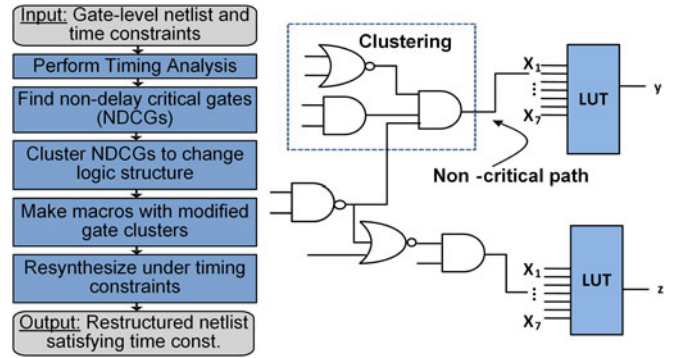 Input: Gate-level netlist and
time constraints
Perform Timing Analysis
Find non-delay critical gates
(NDCGs)
Cluster NDCGs to change
logic structure
Make macros with modified
gate clusters
Resynthesize under timing
constraints
Output: Restructured netlist
satisfying time const.
Clustering
X1
X7
LUT
y
Non -critical path
X1
X7
LUT
z